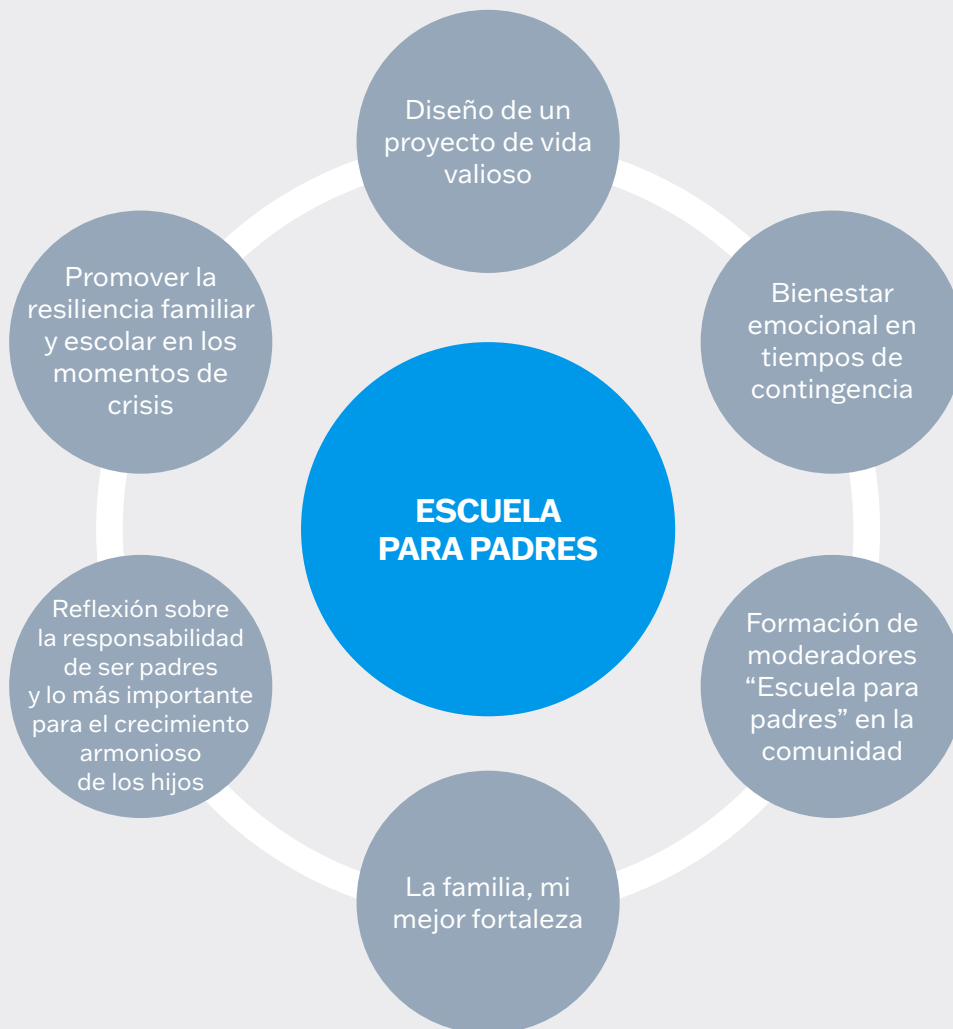 Diseño de un
proyecto de vida
valioso
Bienestar
emocional en
tiempos de
contingencia
Formación de
moderadores
“Escuela para
padres” en la
comunidad
La familia, mi
mejor fortaleza
Reflexión sobre
la responsabilidad
de ser padres
y lo más importante
para el crecimiento
armonioso
de los hijos
Promover la
resiliencia familiar
y escolar en los
momentos de
crisis
ESCUELA
PARA PADRES